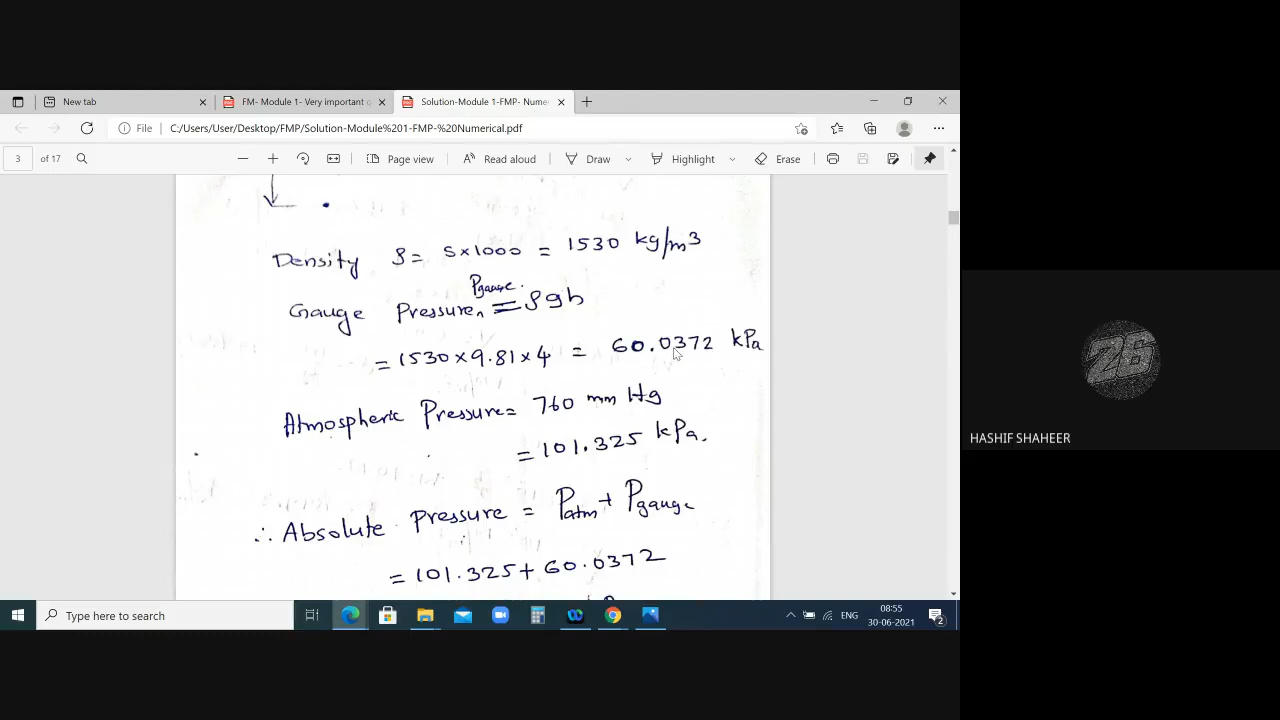 New tab
FM- Module 1- Very important q
Solution-Module 1-FMP- Nume
File
C:/Users/User/Desktop/FMP/Solution-Module%201-FMP-%20Numerical.pdf
3 of 17
Page view
Read aloud
Draw
Highlight
Erase
Density ρ = S×1000 = 1530 kg/m3
Pgauge.
Gauge Pressure, = ρgh
= 1530×9.81×4 = 60.0372 kPa
Atmospheric Pressure= 760 mm Hg
= 101.325 kPa.
∴ Absolute pressure = Patm + Pgauge
= 101.325 + 60.0372
26
HASHIF SHAHEER
Type here to search
ENG
08:55
30-06-2021
2